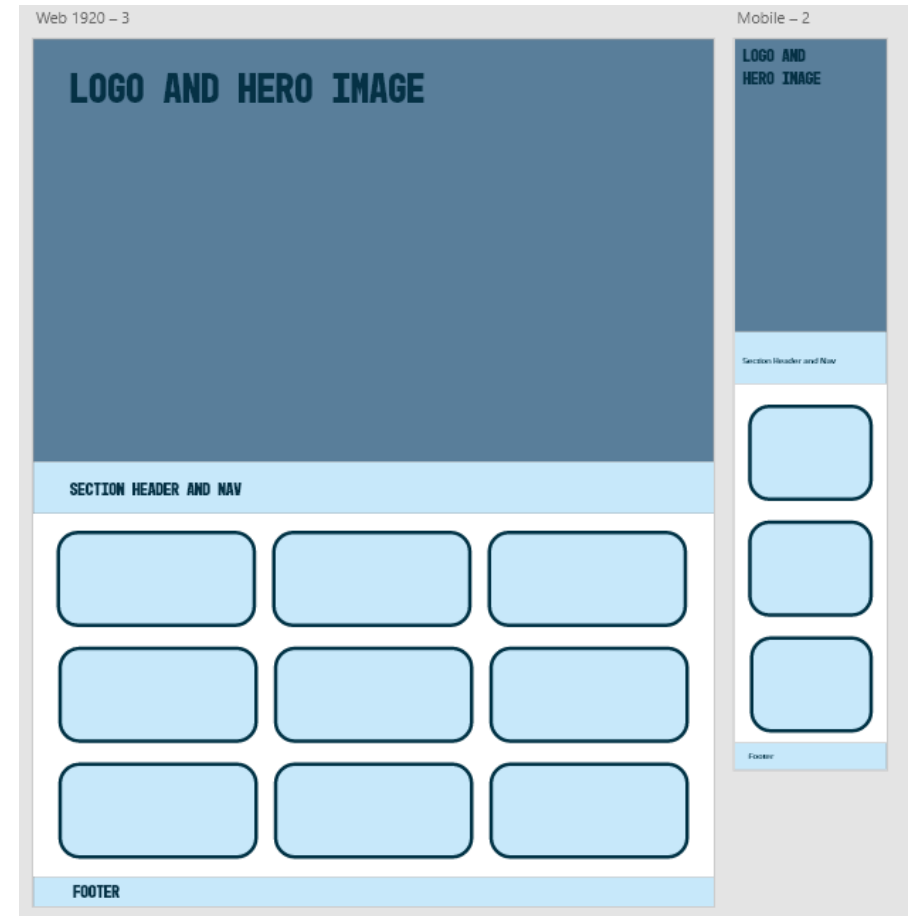 Web 1920 – 3
LOGO AND HERO IMAGE
SECTION HEADER AND NAV
FOOTER
Mobile – 2
LOGO AND
HERO IMAGE
Section Header and Nav
Footer